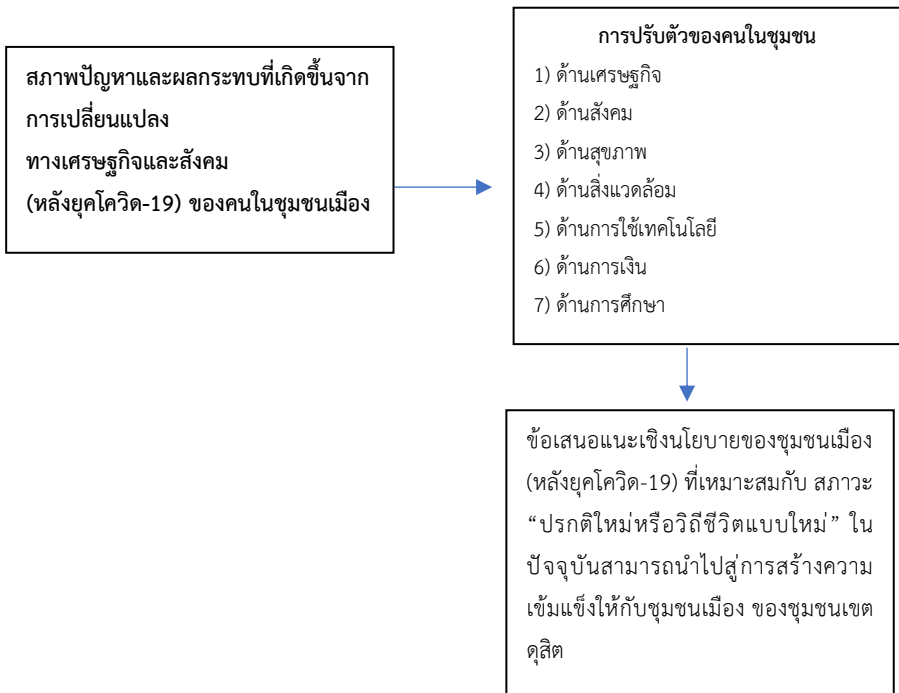 สภาพปัญหาและผลกระทบที่เกิดขึ้นจาก
การเปลี่ยนแปลง
ทางเศรษฐกิจและสังคม
(หลังยุคโควิด-19) ของคนในชุมชนเมือง
การปรับตัวของคนในชุมชน
1) ด้านเศรษฐกิจ
2) ด้านสังคม
3) ด้านสุขภาพ
4) ด้านสิ่งแวดล้อม
5) ด้านการใช้เทคโนโลยี
6) ด้านการเงิน
7) ด้านการศึกษา
ข้อเสนอแนะเชิงนโยบายของชุมชนเมือง
(หลังยุคโควิด-19) ที่เหมาะสมกับ สภาวะ
“ปรกติใหม่หรือวิถีชีวิตแบบใหม่” ใน
ปัจจุบันสามารถนำไปสู่การสร้างความ
เข้มแข็งให้กับชุมชนเมือง ของชุมชนเขต
ดุสิต